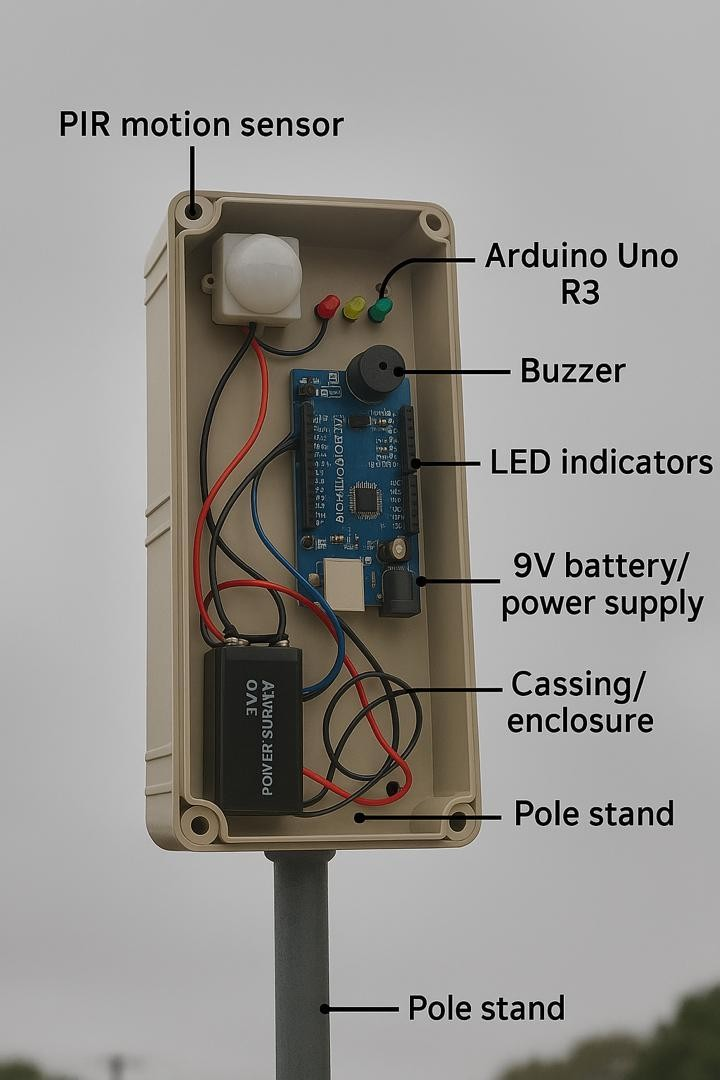 PIR motion sensor
Arduino Uno
R3
Buzzer
LED indicators
9V battery/
power supply
Cassing/
enclosure
Pole stand
Pole stand